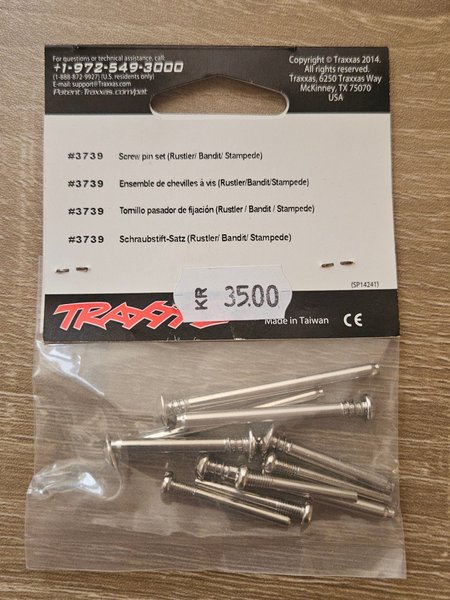 For questions or technical assistance, call:
+1-972-549-3000
(1-888-872-9927) (U.S. residents only)
E-mail: support@Traxxas.com
Patent: Traxxas.com/pat
Copyright © Traxxas 2014.
All rights reserved.
Traxxas, 6250 Traxxas Way
McKinney, TX 75070
USA
#3739 Screw pin set (Rustler/ Bandit/ Stampede)
#3739 Ensemble de chevilles à vis (Rustler/Bandit/Stampede)
#3739 Tornillo pasador de fijación (Rustler / Bandit / Stampede)
#3739 Schraubstift-Satz (Rustler/ Bandit/ Stampede)
(SP14241)
KR 35.00
TRAXX
Made in Taiwan CE